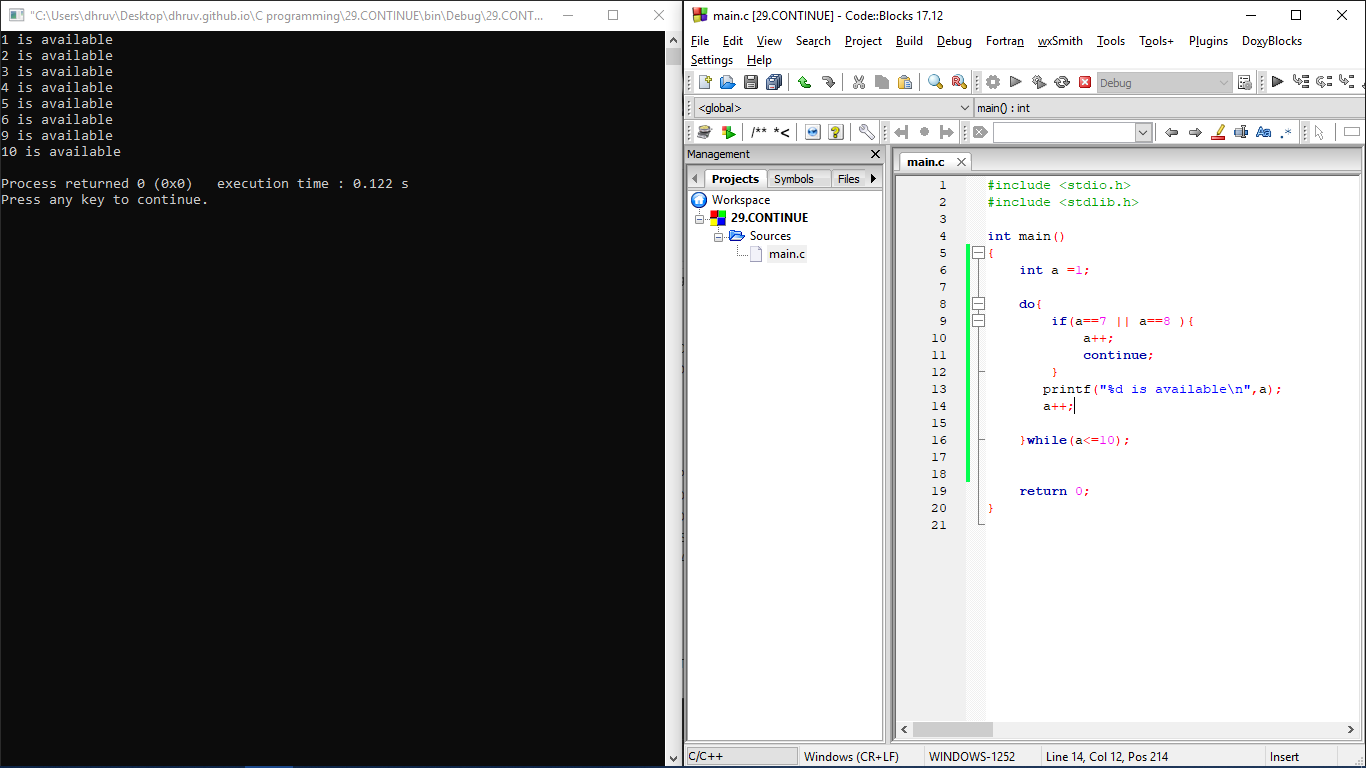 "C:\Users\dhruv\Desktop\dhruv.github.io\C programming\29.CONTINUE\bin\Debug\29.CONT...
1 is available
2 is available
3 is available
4 is available
5 is available
6 is available
9 is available
10 is available
Process returned 0 (0x0)   execution time : 0.122 s
Press any key to continue.
main.c [29.CONTINUE] - Code::Blocks 17.12
File Edit View Search Project Build Debug Fortran wxSmith Tools Tools+ Plugins DoxyBlocks
Settings Help
Debug
<global> main() : int
/** *<
Management
Projects Symbols Files
Workspace
29.CONTINUE
Sources
main.c
main.c
1 #include <stdio.h>
2 #include <stdlib.h>
3
4 int main()
5 {
6     int a =1;
7
8     do{
9         if(a==7 || a==8 ){
10             a++;
11             continue;
12         }
13        printf("%d is available\n",a);
14        a++;
15
16     }while(a<=10);
17
18
19     return 0;
20 }
21
C/C++ Windows (CR+LF) WINDOWS-1252 Line 14, Col 12, Pos 214 Insert